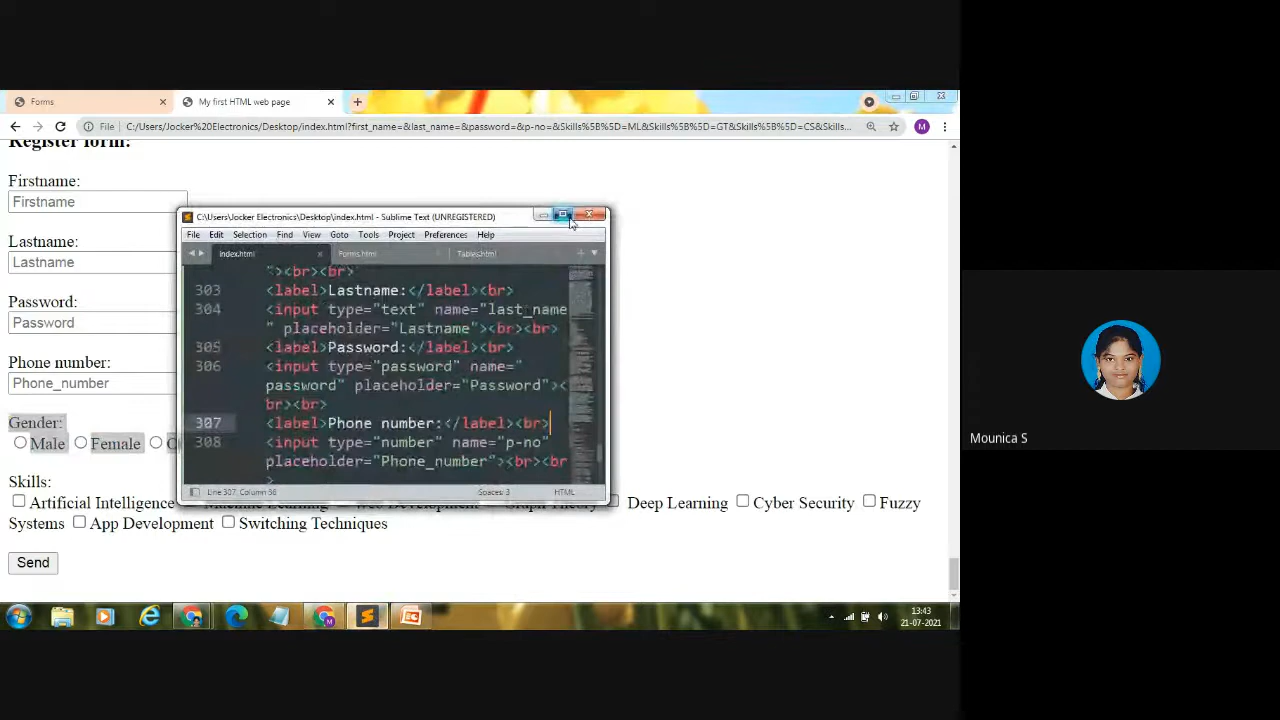 Forms
My first HTML web page
File C:/Users/Jocker%20Electronics/Desktop/index.html?first_name=&last_name=&password=&p-no=&Skills%5B%5D=ML&Skills%5B%5D=GT&Skills%5B%5D=CS&Skills...
M
Register form:
Firstname:
Firstname
Lastname:
Lastname
Password:
Password
Phone number:
Phone_number
Gender:
Male Female
Skills:
Artificial Intelligence Deep Learning Cyber Security Fuzzy
Systems App Development Switching Techniques
Send
C:\Users\Jocker Electronics\Desktop\index.html - Sublime Text (UNREGISTERED)
File Edit Selection Find View Goto Tools Project Preferences Help
index.html Forms.html Tables.html
"><br><br>
303 <label>Lastname:</label><br>
304 <input type="text" name="last_name
" placeholder="Lastname"><br><br>
305 <label>Password:</label><br>
306 <input type="password" name="
password" placeholder="Password"><
br><br>
307 <label>Phone number:</label><br>
308 <input type="number" name="p-no"
placeholder="Phone_number"><br><br
>
Line 307, Column 36 Spaces: 3 HTML
13:43
21-07-2021
Mounica S